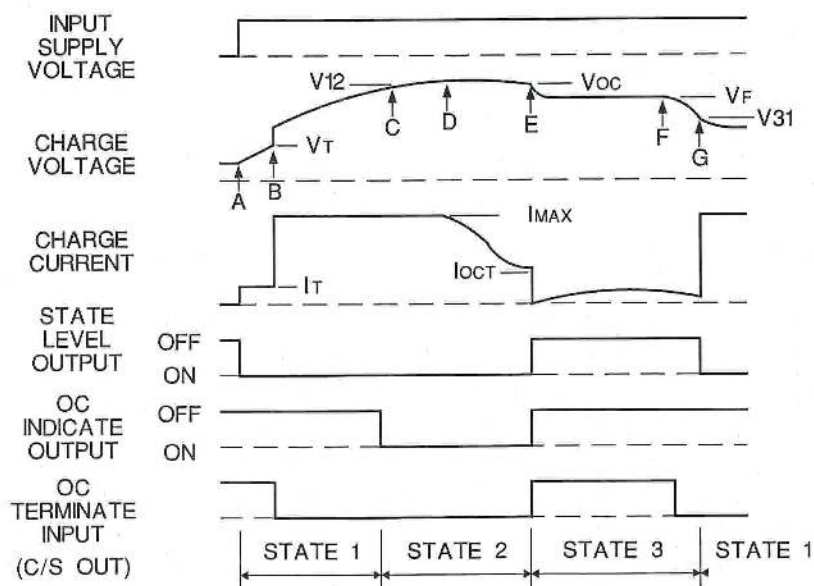 INPUT
SUPPLY
VOLTAGE
V12
VOC
VF
V31
CHARGE
VOLTAGE
VT
A
B
C
D
E
F
G
CHARGE
CURRENT
IMAX
IOCT
IT
STATE
LEVEL
OUTPUT
OFF
ON
OC
INDICATE
OUTPUT
OFF
ON
OC
TERMINATE
INPUT
(C/S OUT)
STATE 1
STATE 2
STATE 3
STATE 1